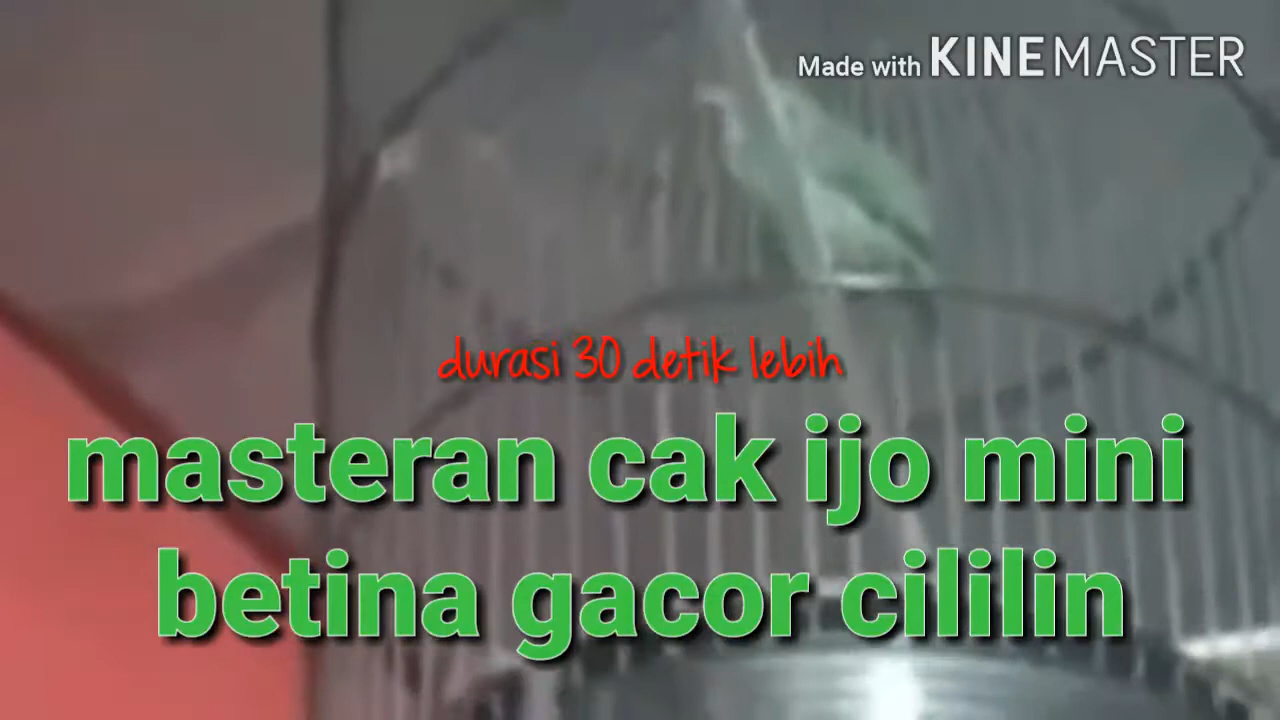 Made with KINEMASTER
durasi 30 detik lebih
masteran cak ijo mini
betina gacor cililin